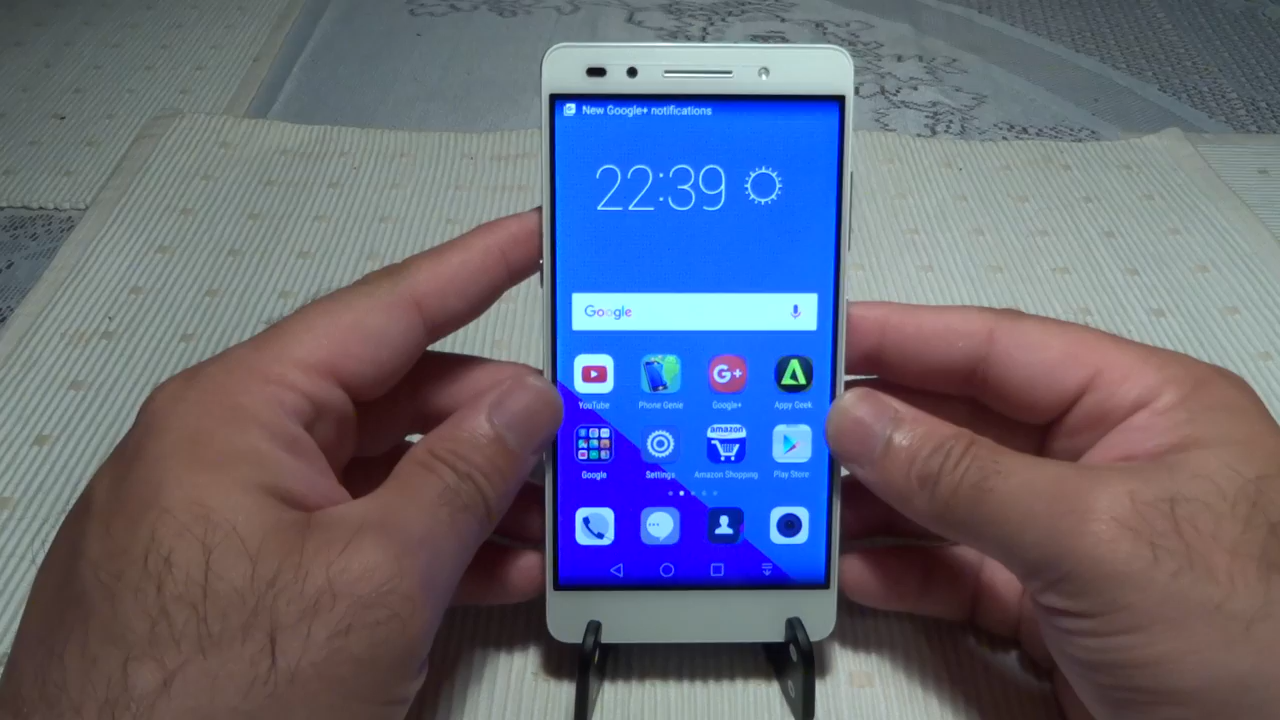 New Google+ notifications
22:39
Google
G+
amazon
YouTube Phone Genie Google+ Appy Geek
Google Settings Amazon Shopping Play Store